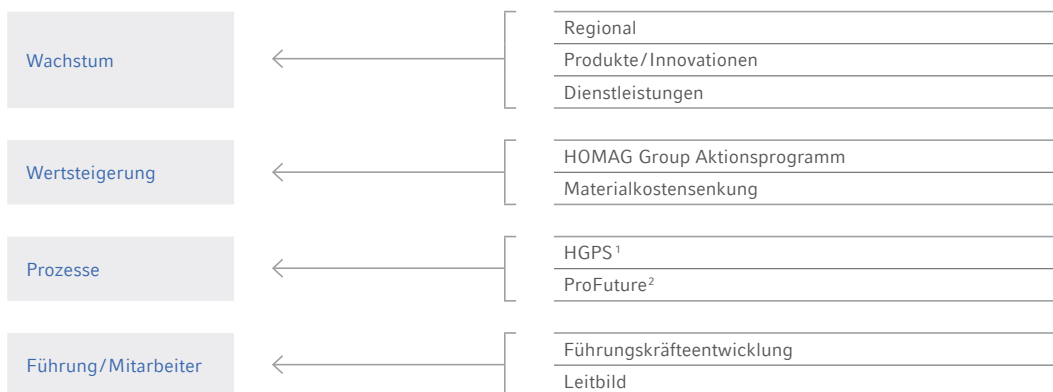 Wachstum
Regional
Produkte/Innovationen
Dienstleistungen
Wertsteigerung
HOMAG Group Aktionsprogramm
Materialkostensenkung
Prozesse
HGPS¹
ProFuture²
Führung/Mitarbeiter
Führungskräfteentwicklung
Leitbild